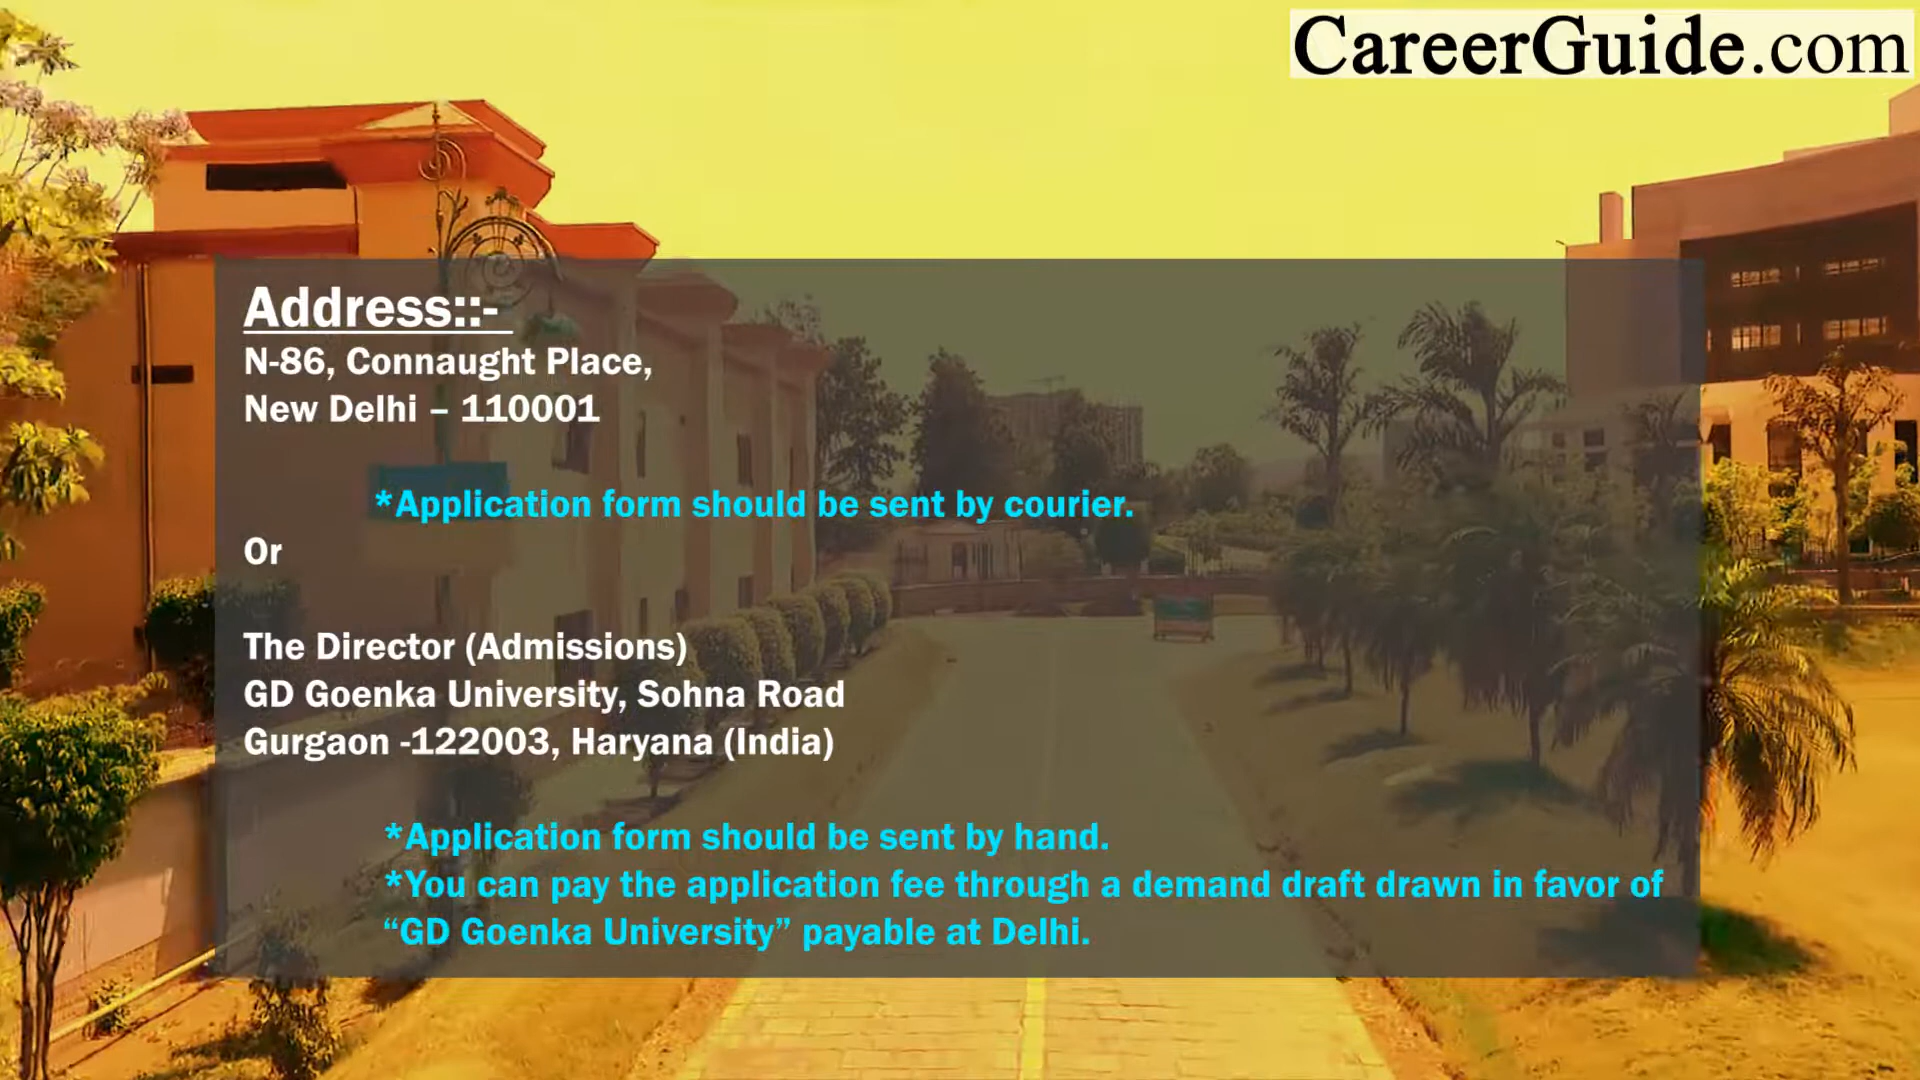 CareerGuide.com
Address::-
N-86, Connaught Place,
New Delhi – 110001
*Application form should be sent by courier.
Or
The Director (Admissions)
GD Goenka University, Sohna Road
Gurgaon -122003, Haryana (India)
*Application form should be sent by hand.
*You can pay the application fee through a demand draft drawn in favor of
“GD Goenka University” payable at Delhi.